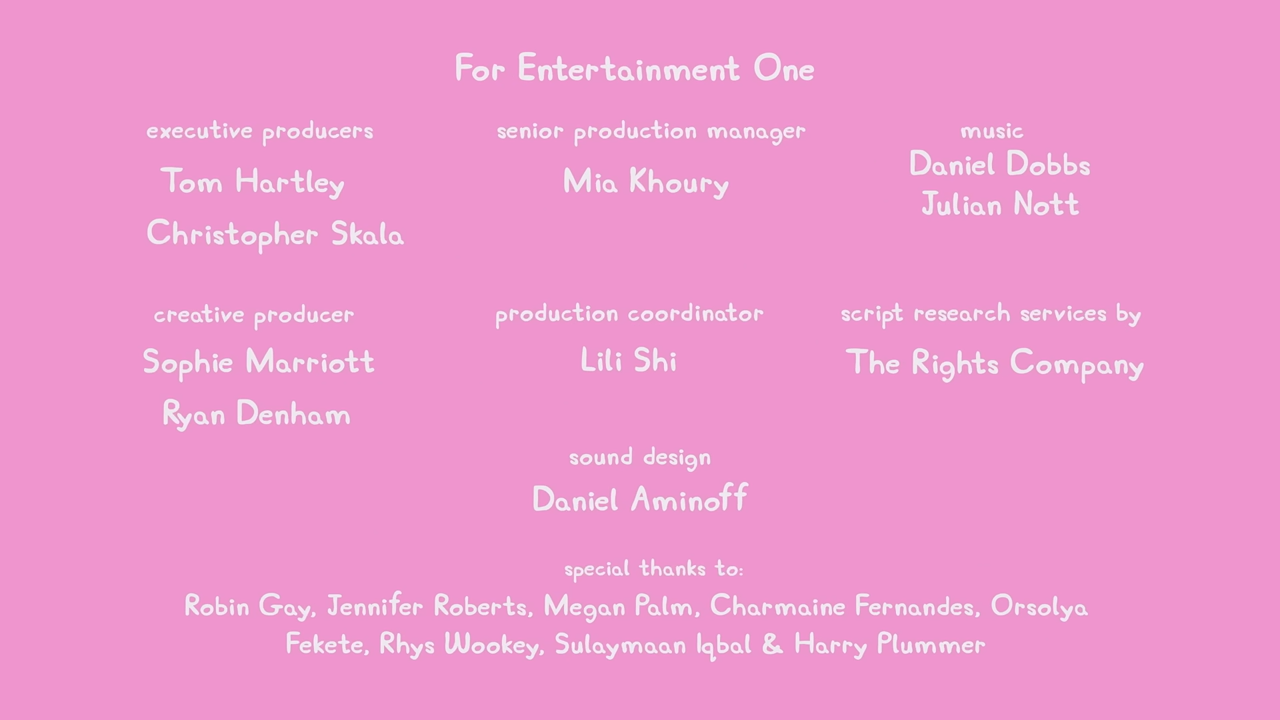 For Entertainment One
executive producers
Tom Hartley
Christopher Skala
senior production manager
Mia Khoury
music
Daniel Dobbs
Julian Nott
creative producer
Sophie Marriott
Ryan Denham
production coordinator
Lili Shi
script research services by
The Rights Company
sound design
Daniel Aminoff
special thanks to:
Robin Gay, Jennifer Roberts, Megan Palm, Charmaine Fernandes, Orsolya
Fekete, Rhys Wookey, Sulaymaan Iqbal & Harry Plummer